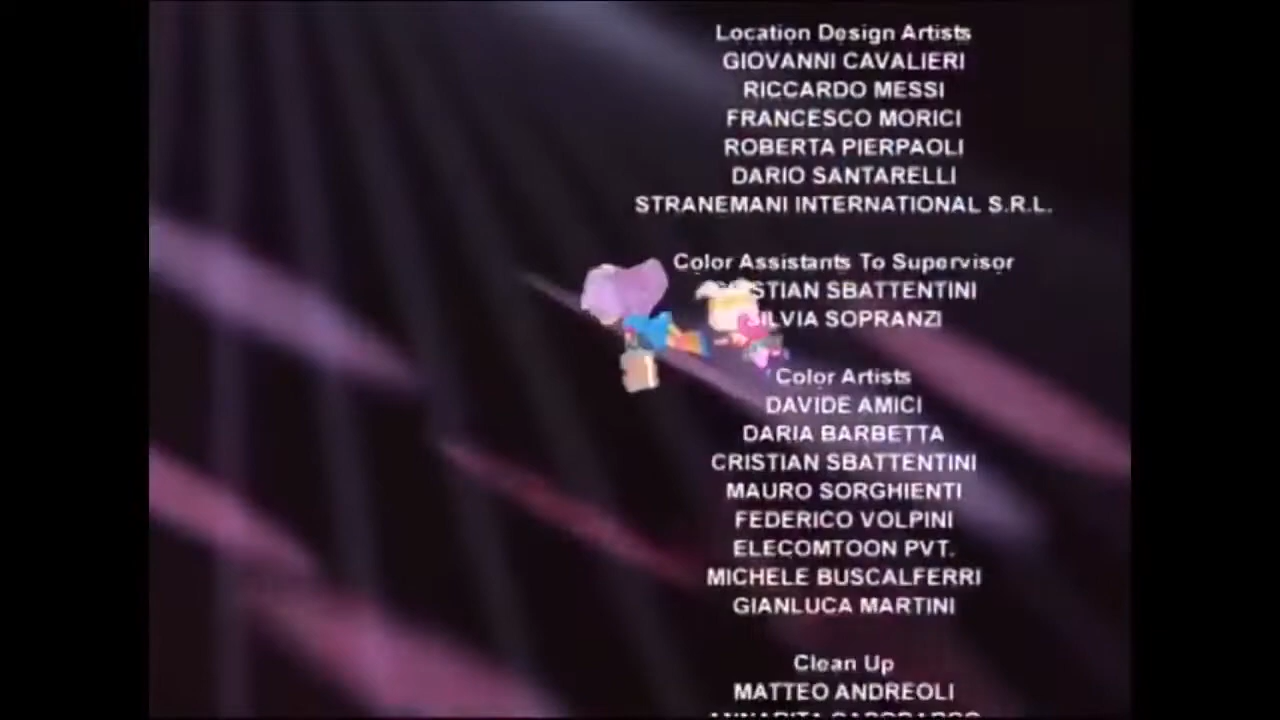 Location Design Artists
GIOVANNI CAVALIERI
RICCARDO MESSI
FRANCESCO MORICI
ROBERTA PIERPAOLI
DARIO SANTARELLI
STRANEMANI INTERNATIONAL S.R.L.
Color Assistants To Supervisor
CRISTIAN SBATTENTINI
SILVIA SOPRANZI
Color Artists
DAVIDE AMICI
DARIA BARBETTA
CRISTIAN SBATTENTINI
MAURO SORGHIENTI
FEDERICO VOLPINI
ELECOMTOON PVT.
MICHELE BUSCALFERRI
GIANLUCA MARTINI
Clean Up
MATTEO ANDREOLI